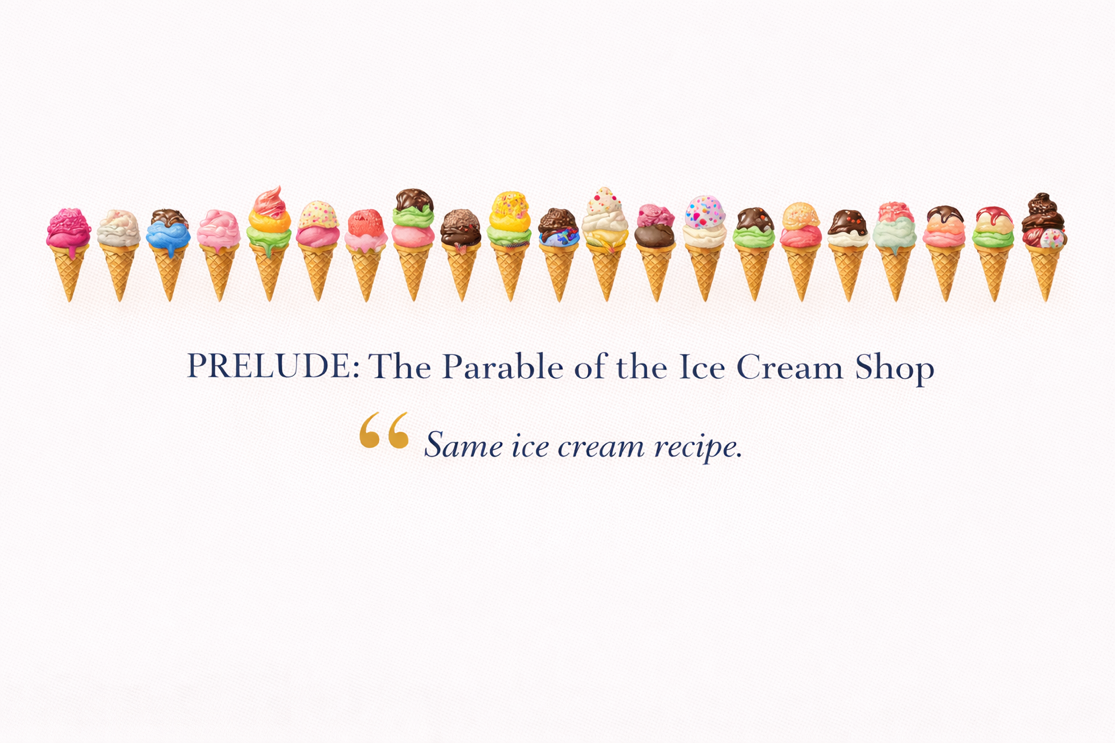 PRELUDE: The Parable of the Ice Cream Shop
“ Same ice cream recipe.